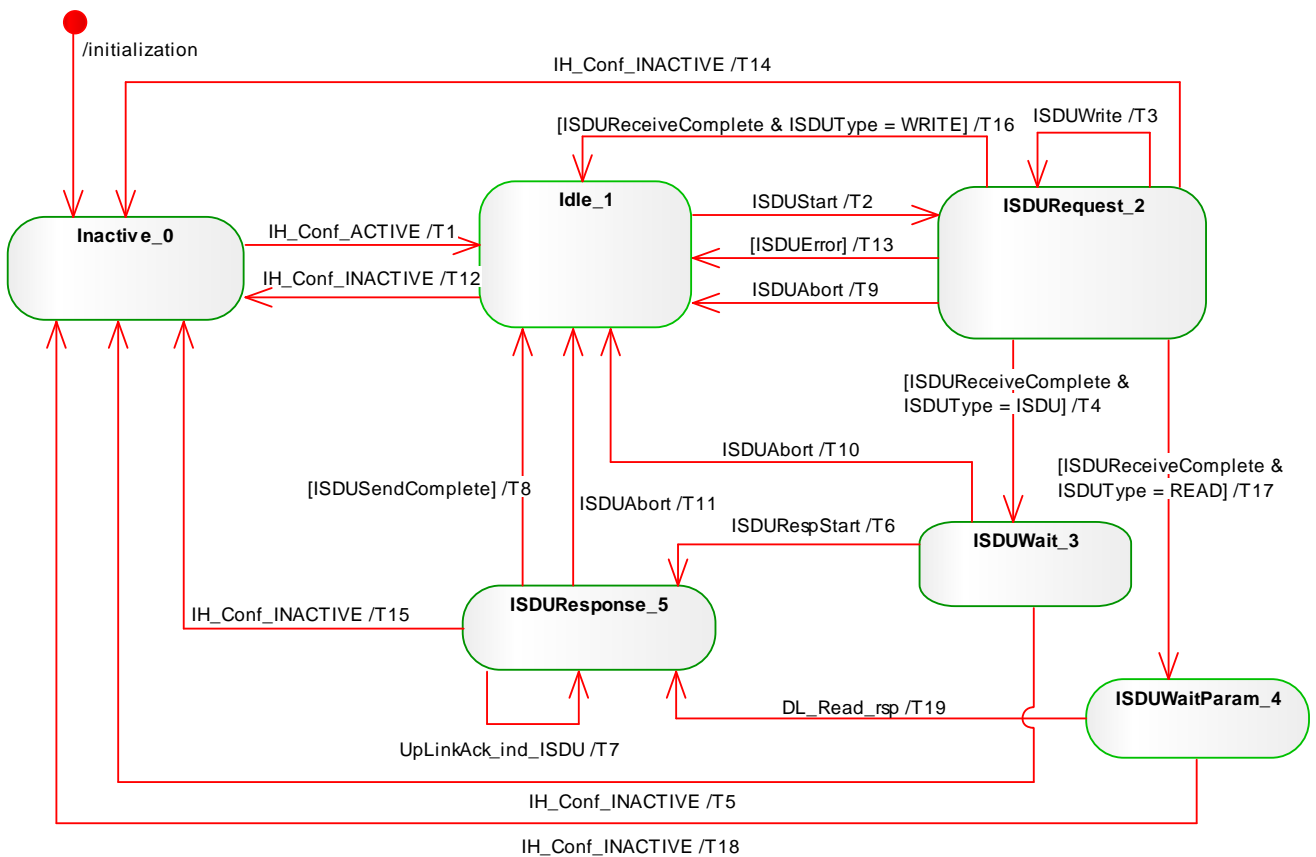 /initialization
IH_Conf_INACTIVE /T14
[ISDUReceiveComplete & ISDUType = WRITE] /T16
ISDUWrite /T3
Inactive_0
Idle_1
ISDURequest_2
IH_Conf_ACTIVE /T1
ISDUStart /T2
[ISDUError] /T13
IH_Conf_INACTIVE /T12
ISDUAbort /T9
[ISDUReceiveComplete &
ISDUType = ISDU] /T4
ISDUAbort /T10
[ISDUReceiveComplete &
ISDUType = READ] /T17
[ISDUSendComplete] /T8
ISDUAbort /T11
ISDURespStart /T6
ISDUWait_3
ISDUResponse_5
IH_Conf_INACTIVE /T15
ISDUWaitParam_4
DL_Read_rsp /T19
UpLinkAck_ind_ISDU /T7
IH_Conf_INACTIVE /T5
IH_Conf_INACTIVE /T18